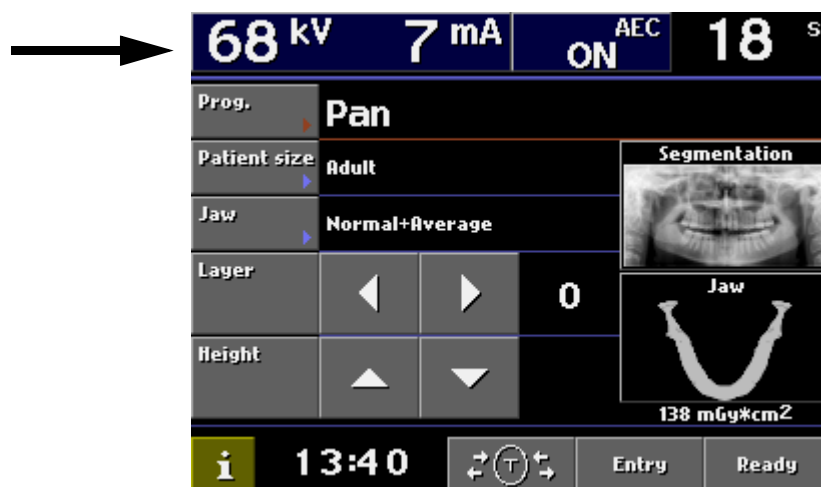 68 kV 7 mA AEC ON 18 s
Prog. Pan
Patient size Adult
Segmentation
Jaw Normal+Average
Layer 0
Jaw
Height
138 mGy*cm2
i 13:40 T Entry Ready